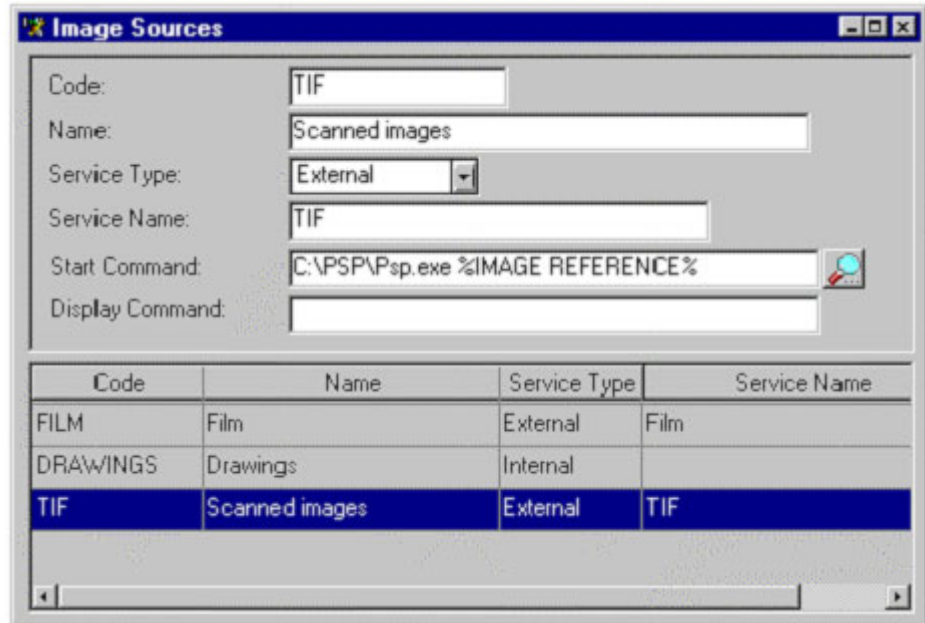 Image Sources
Code: TIF
Name: Scanned images
Service Type: External
Service Name: TIF
Start Command: C:\PSP\Psp.exe %IMAGE REFERENCE%
Display Command:
Code Name Service Type Service Name
FILM Film External Film
DRAWINGS Drawings Internal
TIF Scanned images External TIF